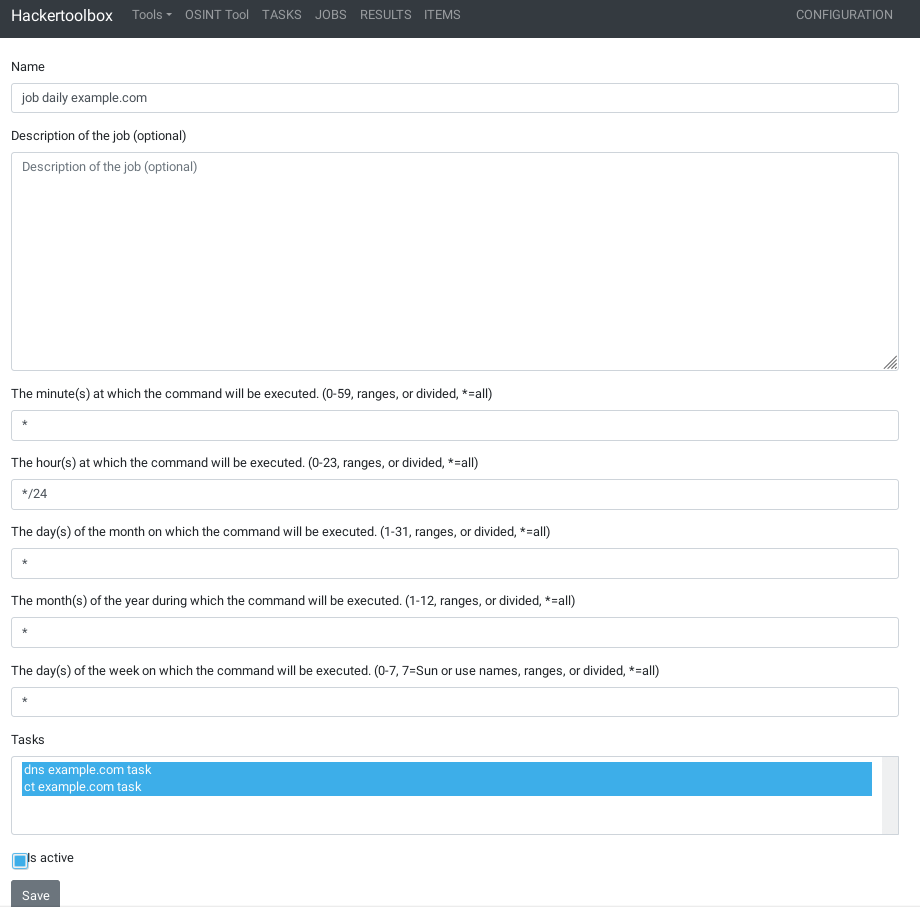 Hackertoolbox Tools OSINT Tool TASKS JOBS RESULTS ITEMS CONFIGURATION
Name
job daily example.com
Description of the job (optional)
Description of the job (optional)
The minute(s) at which the command will be executed. (0-59, ranges, or divided, *=all)
*
The hour(s) at which the command will be executed. (0-23, ranges, or divided, *=all)
*/24
The day(s) of the month on which the command will be executed. (1-31, ranges, or divided, *=all)
*
The month(s) of the year during which the command will be executed. (1-12, ranges, or divided, *=all)
*
The day(s) of the week on which the command will be executed. (0-7, 7=Sun or use names, ranges, or divided, *=all)
*
Tasks
dns example.com task
ct example.com task
Is active
Save